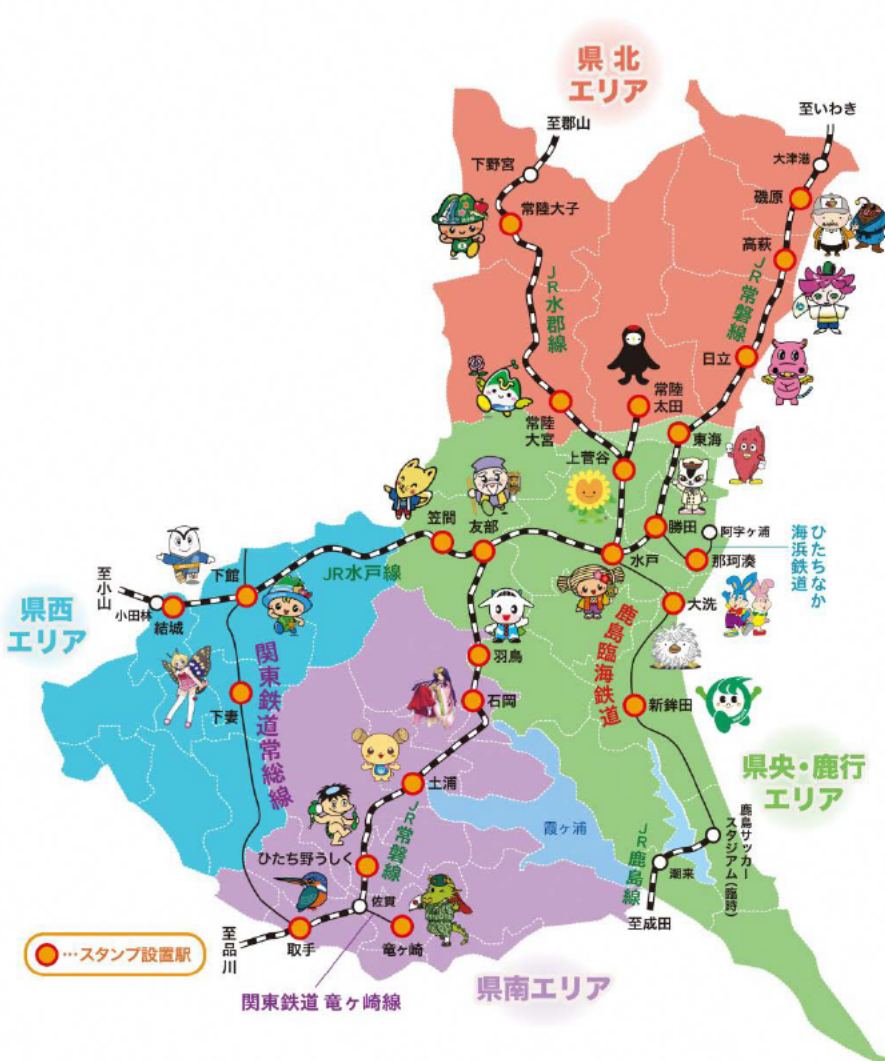 県北
エリア
至郡山
至いわき
下野宮
大津港
磯原
常陸大子
高萩
JR水郡線
JR常磐線
日立
常陸
太田
常陸
大宮
東海
上菅谷
笠間
友部
勝田
阿字ヶ浦
水戸
那珂湊
ひたちなか
海浜鉄道
至小山
下館
JR水戸線
小田林
結城
大洗
県西
エリア
羽鳥
鹿島臨海鉄道
関東鉄道常総線
下妻
石岡
新鉾田
土浦
県央・鹿行
エリア
JR常磐線
霞ヶ浦
ひたち野うしく
JR鹿島線
鹿島サッカー
スタジアム(臨時)
潮来
佐貫
至品川
取手
竜ヶ崎
至成田
…スタンプ設置駅
関東鉄道 竜ヶ崎線
県南エリア